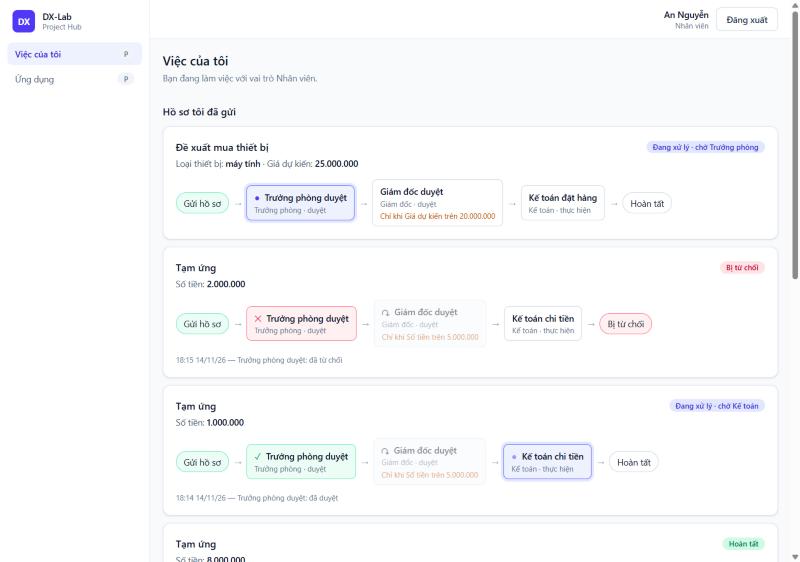 DX
DX-Lab
Project Hub
An Nguyễn
Nhân viên
Đăng xuất
Việc của tôi
P
Ứng dụng
P
Việc của tôi
Bạn đang làm việc với vai trò Nhân viên.
Hồ sơ tôi đã gửi
Đề xuất mua thiết bị
Đang xử lý · chờ Trưởng phòng
Loại thiết bị: máy tính · Giá dự kiến: 25.000.000
Gửi hồ sơ
→
Trưởng phòng duyệt
Trưởng phòng · duyệt
→
Giám đốc duyệt
Giám đốc · duyệt
Chỉ khi Giá dự kiến trên 20.000.000
→
Kế toán đặt hàng
Kế toán · thực hiện
→
Hoàn tất
Tạm ứng
Bị từ chối
Số tiền: 2.000.000
Gửi hồ sơ
→
✕ Trưởng phòng duyệt
Trưởng phòng · duyệt
→
Giám đốc duyệt
Giám đốc · duyệt
Chỉ khi Số tiền trên 5.000.000
→
Kế toán chi tiền
Kế toán · thực hiện
→
Bị từ chối
18:15 14/11/26 — Trưởng phòng duyệt: đã từ chối
Tạm ứng
Đang xử lý · chờ Kế toán
Số tiền: 1.000.000
Gửi hồ sơ
→
✓ Trưởng phòng duyệt
Trưởng phòng · duyệt
→
Giám đốc duyệt
Giám đốc · duyệt
Chỉ khi Số tiền trên 5.000.000
→
Kế toán chi tiền
Kế toán · thực hiện
→
Hoàn tất
18:14 14/11/26 — Trưởng phòng duyệt: đã duyệt
Tạm ứng
Hoàn tất
Số tiền: 8.000.000